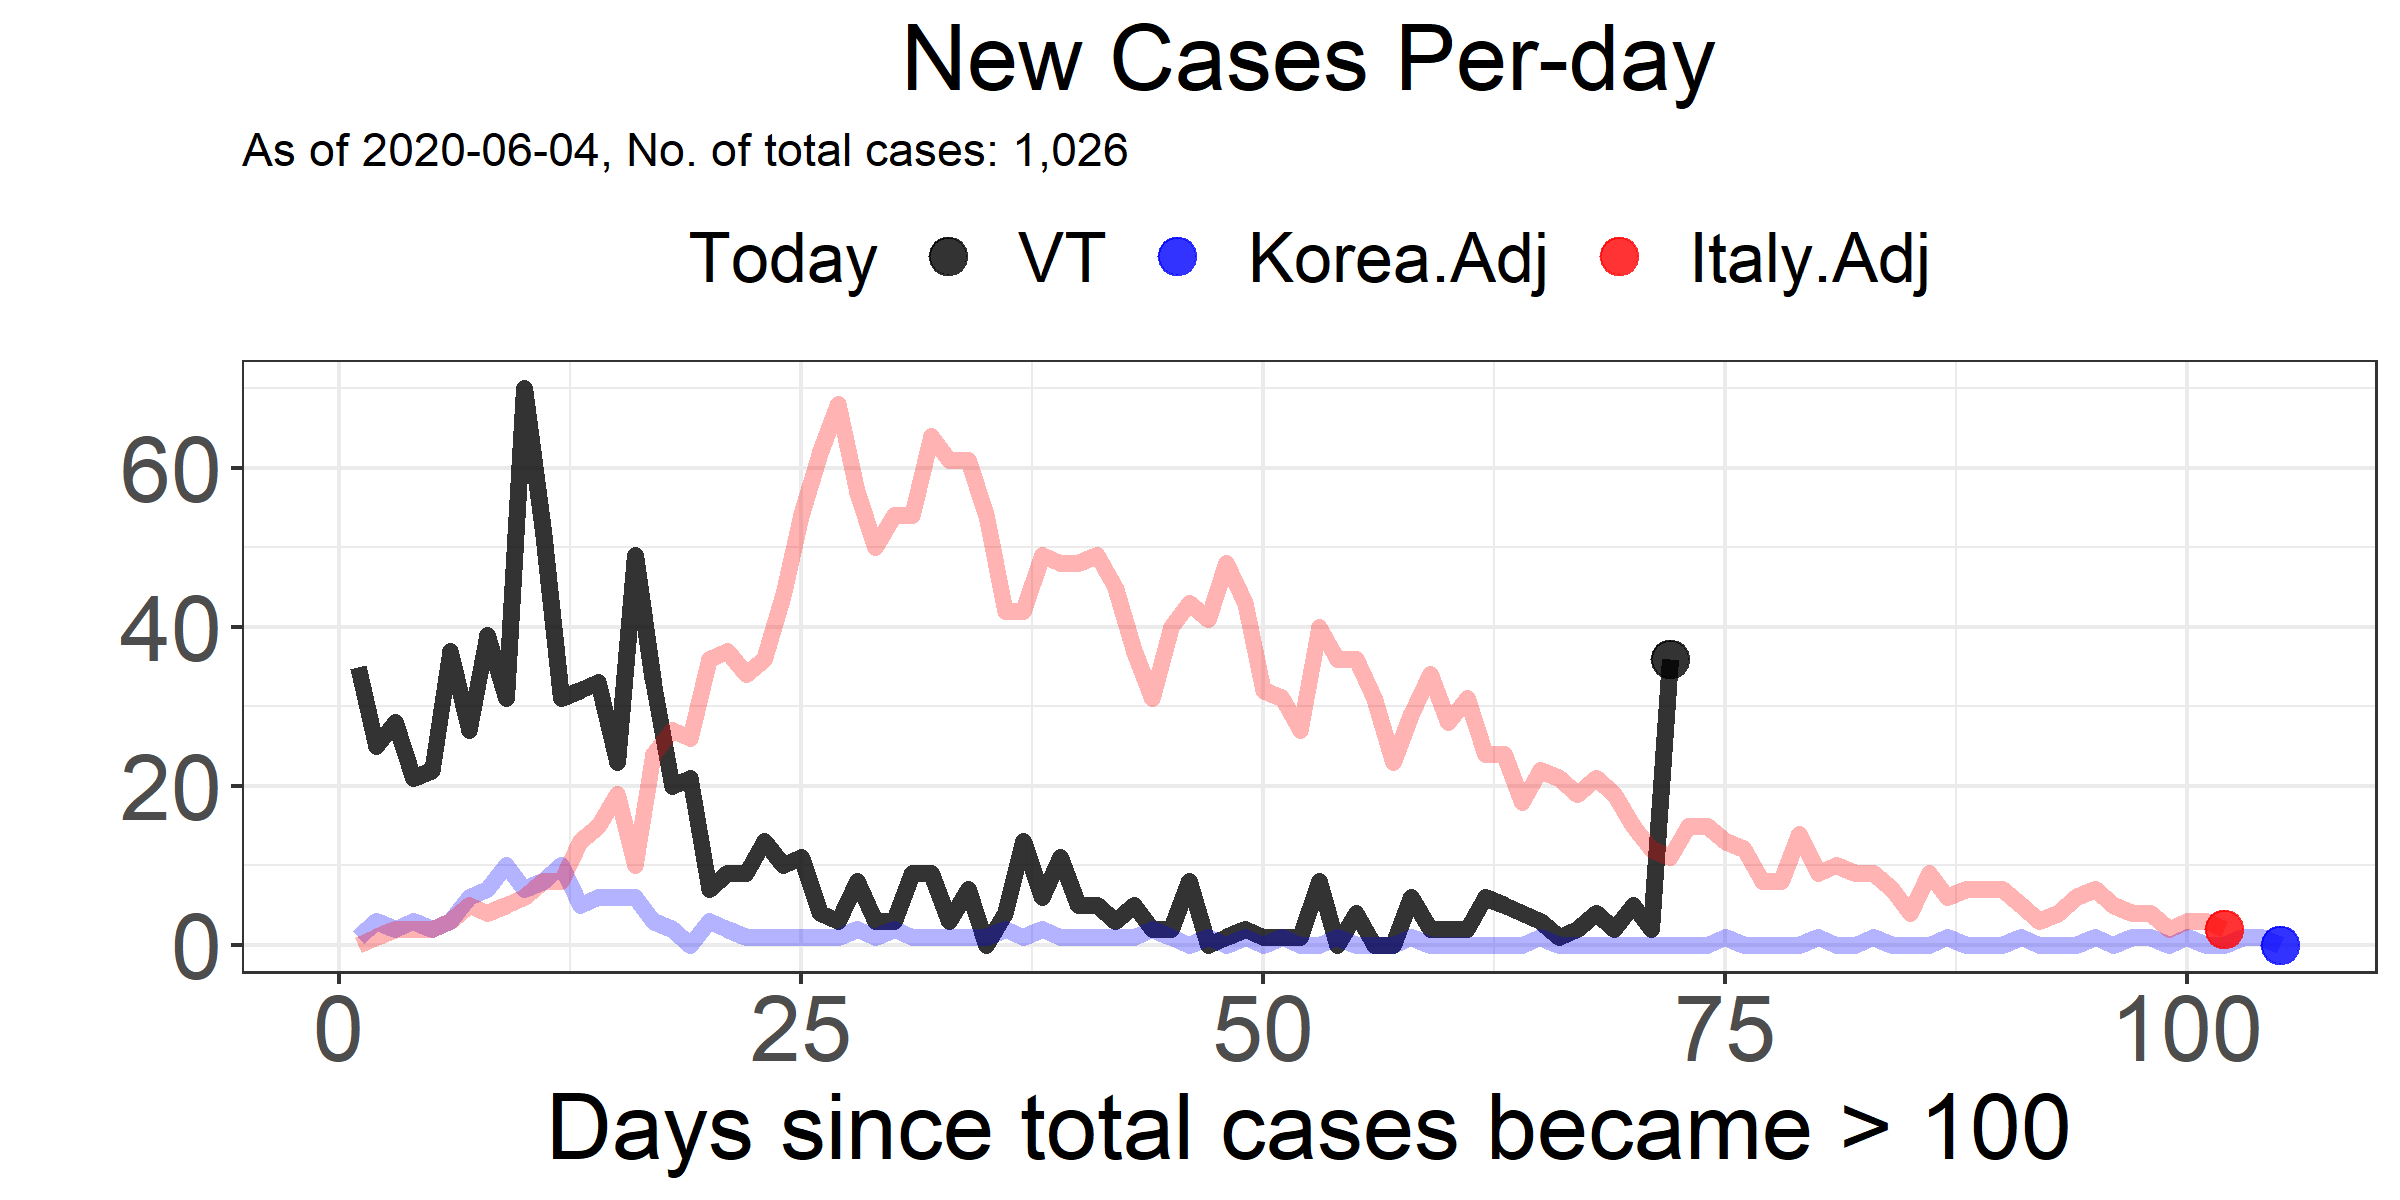 New Cases Per-day
As of 2020-06-04, No. of total cases: 1,026
Today VT Korea.Adj Italy.Adj
60
40
20
0
0 25 50 75 100
Days since total cases became > 100